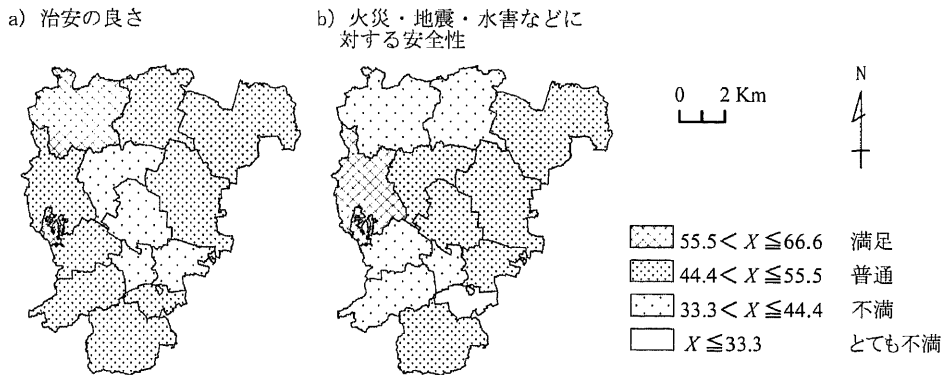 a) 治安の良さ
b) 火災・地震・水害などに
対する安全性
0 2 Km
N
55.5< X ≦66.6 満足
44.4< X ≦55.5 普通
33.3< X ≦44.4 不満
X ≦33.3 とても不満